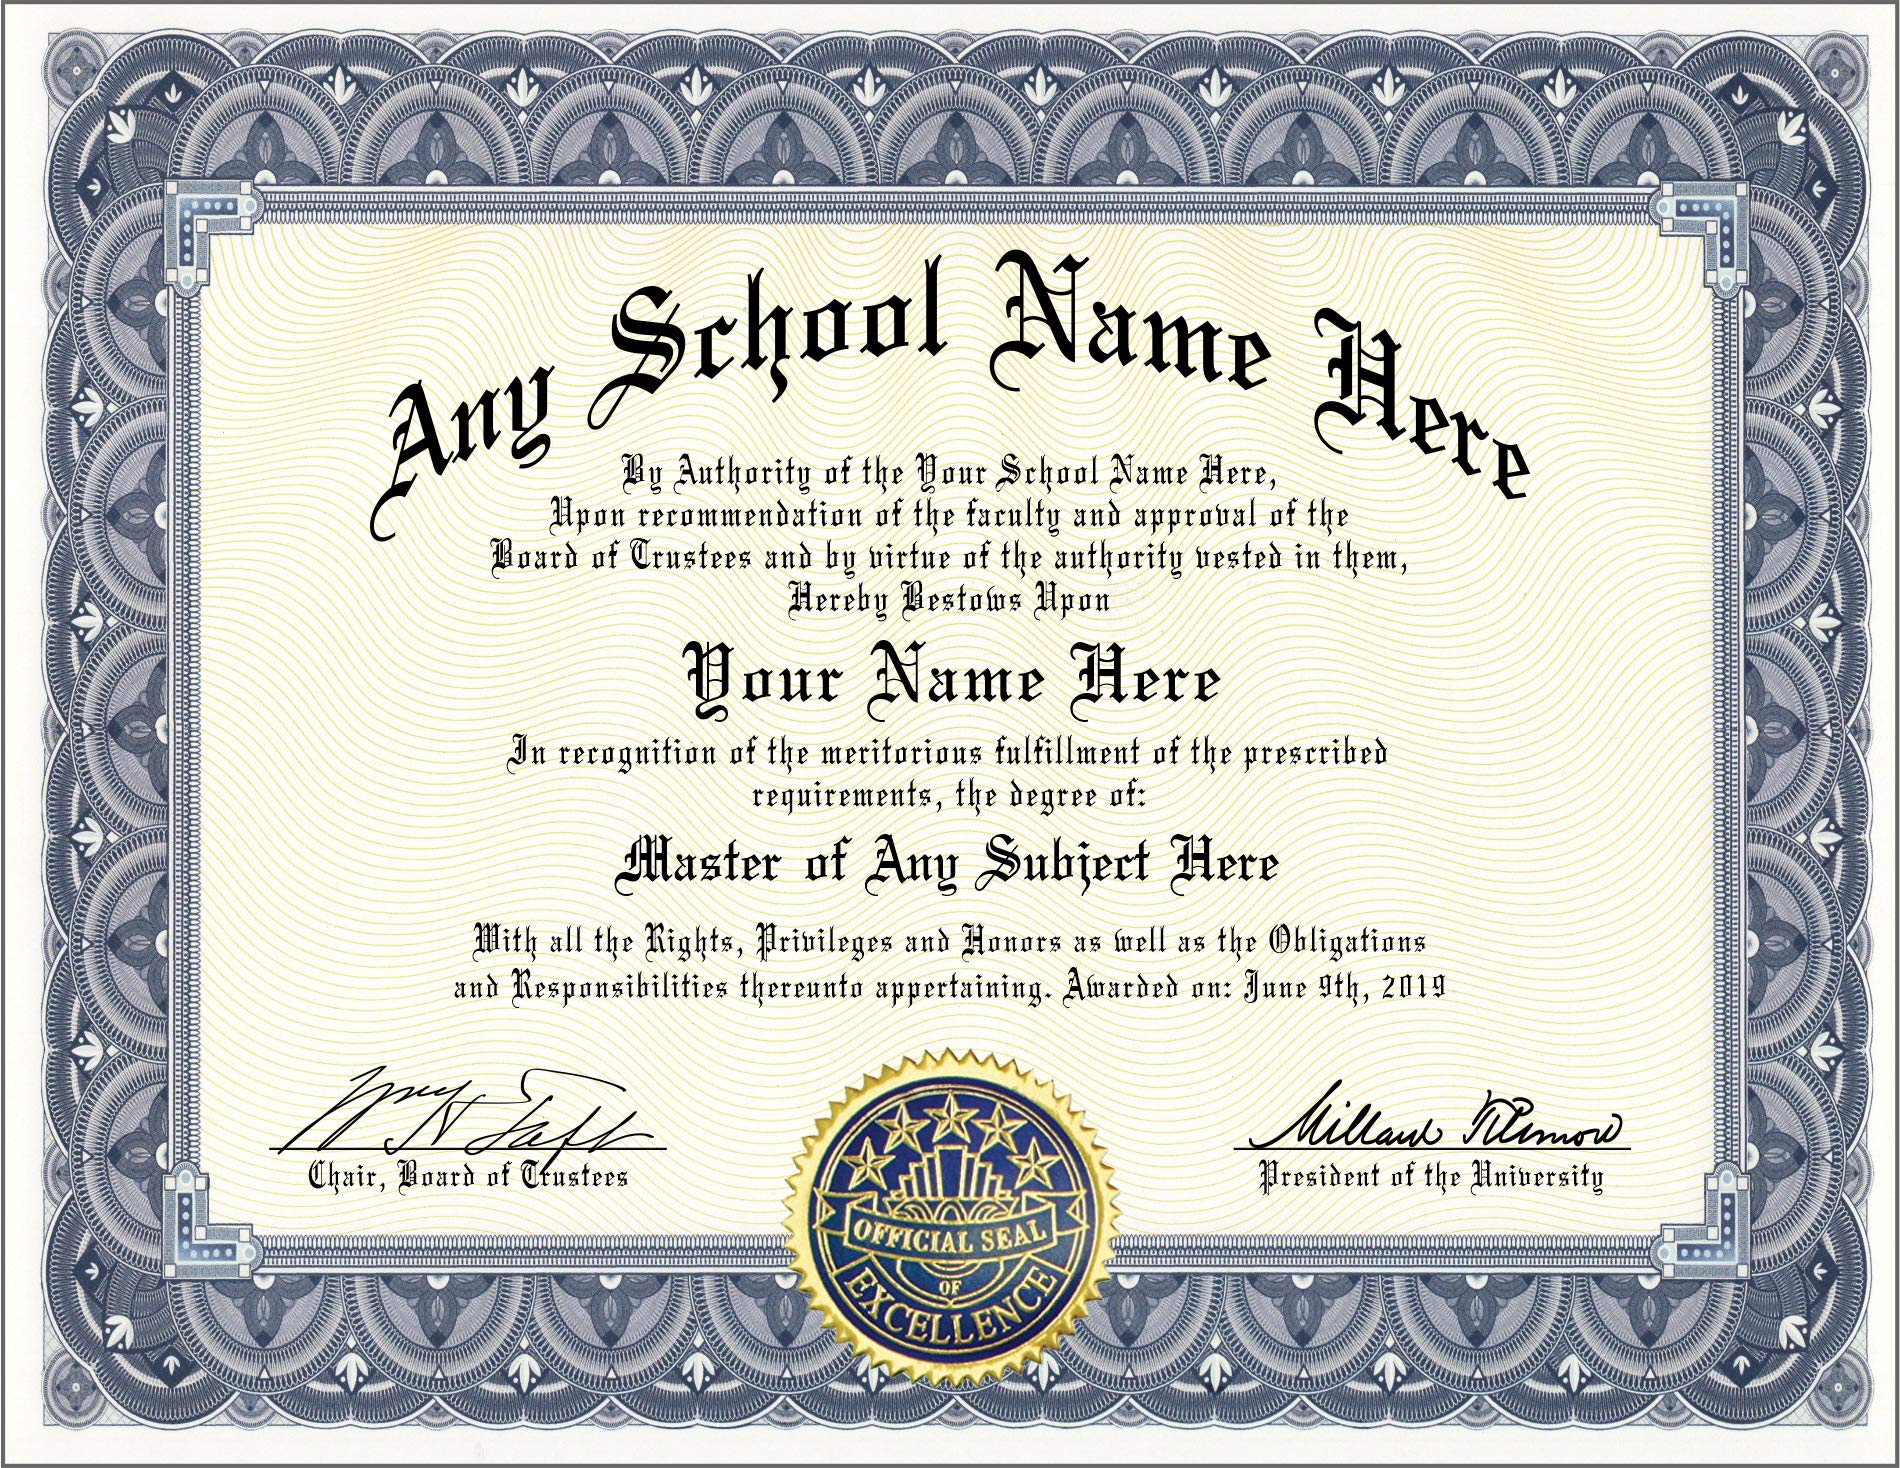 Any School Name Here
By Authority of the Your School Name Here,
Upon recommendation of the faculty and approval of the
Board of Trustees and by virtue of the authority vested in them,
Hereby Bestows Upon
Your Name Here
In recognition of the meritorious fulfillment of the prescribed
requirements, the degree of:
Master of Any Subject Here
With all the Rights, Privileges and Honors as well as the Obligations
and Responsibilities thereunto appertaining. Awarded on: June 9th, 2019
Millard Fillmore
Chair, Board of Trustees
President of the University
OFFICIAL SEAL
OF
EXCELLENCE